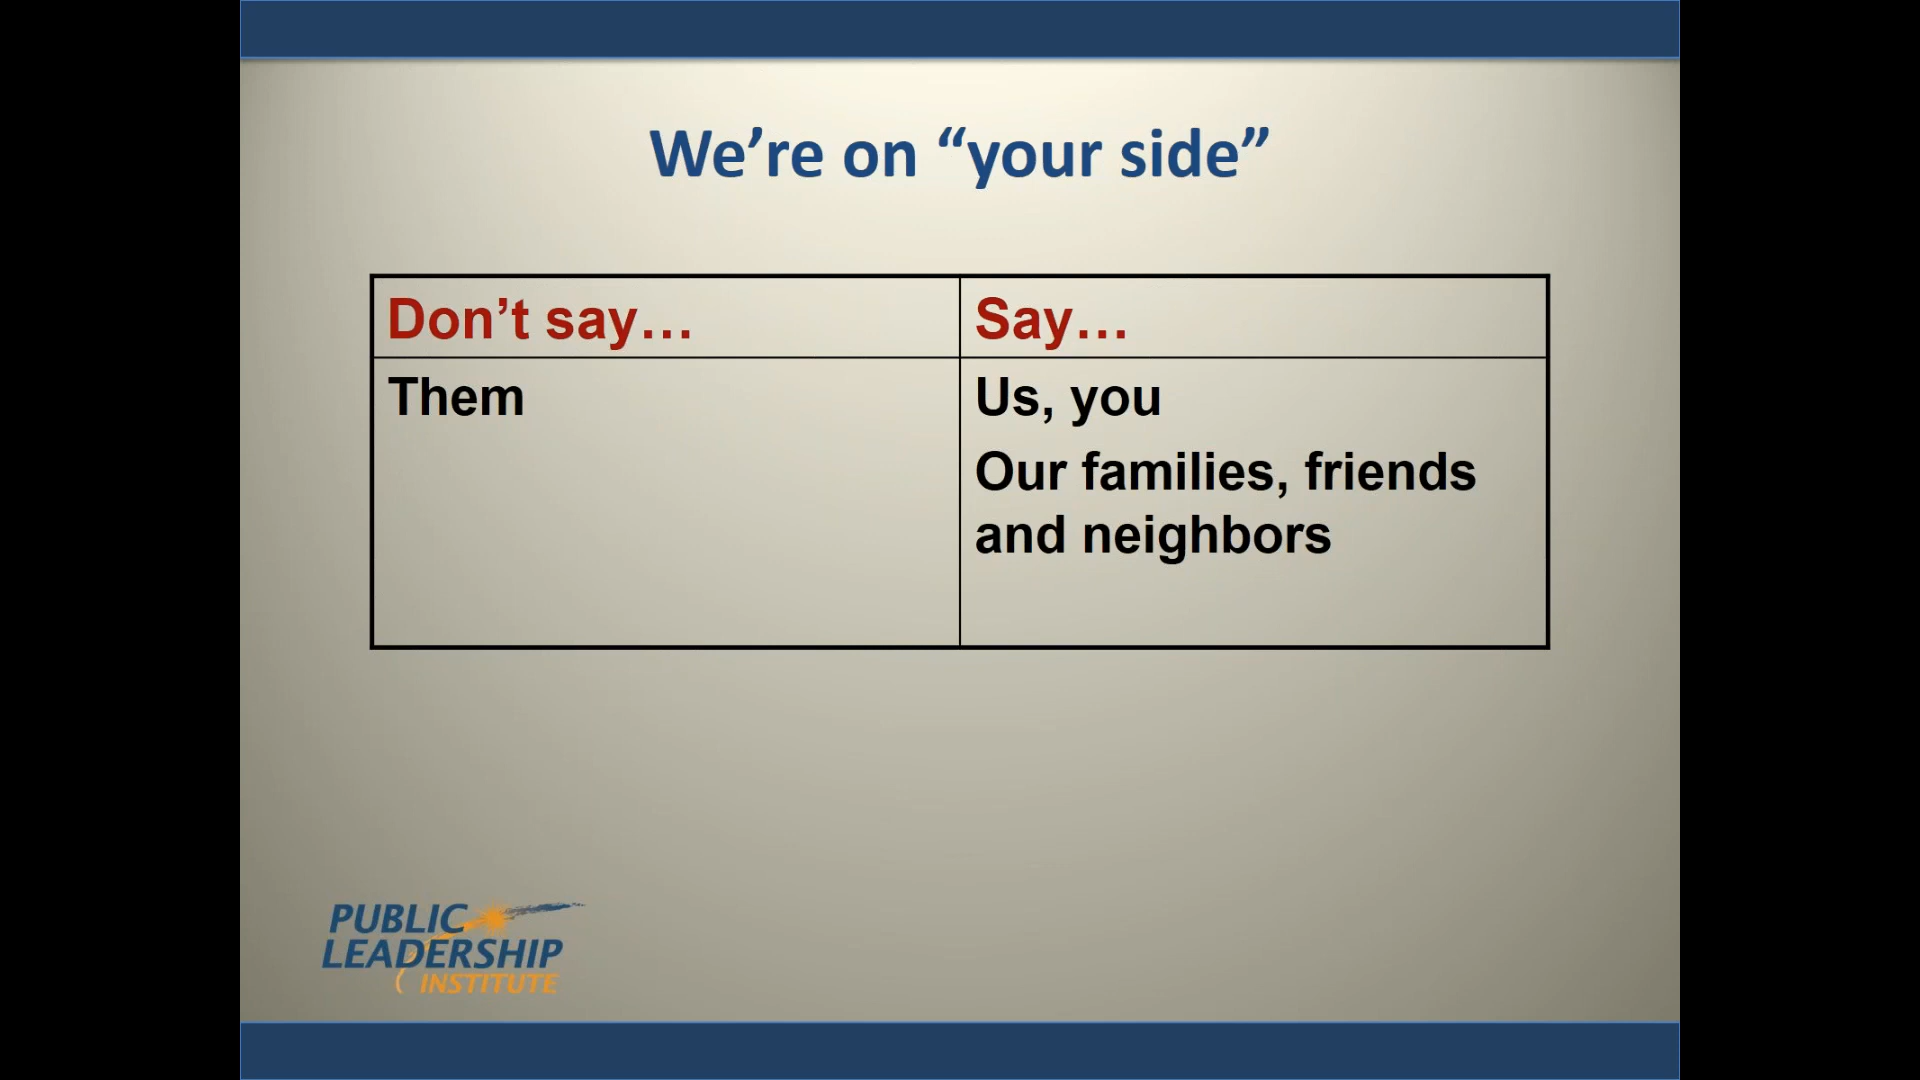 We’re on “your side”
Don’t say…
Say…
Them
Us, you
Our families, friends
and neighbors
PUBLIC
LEADERSHIP
INSTITUTE